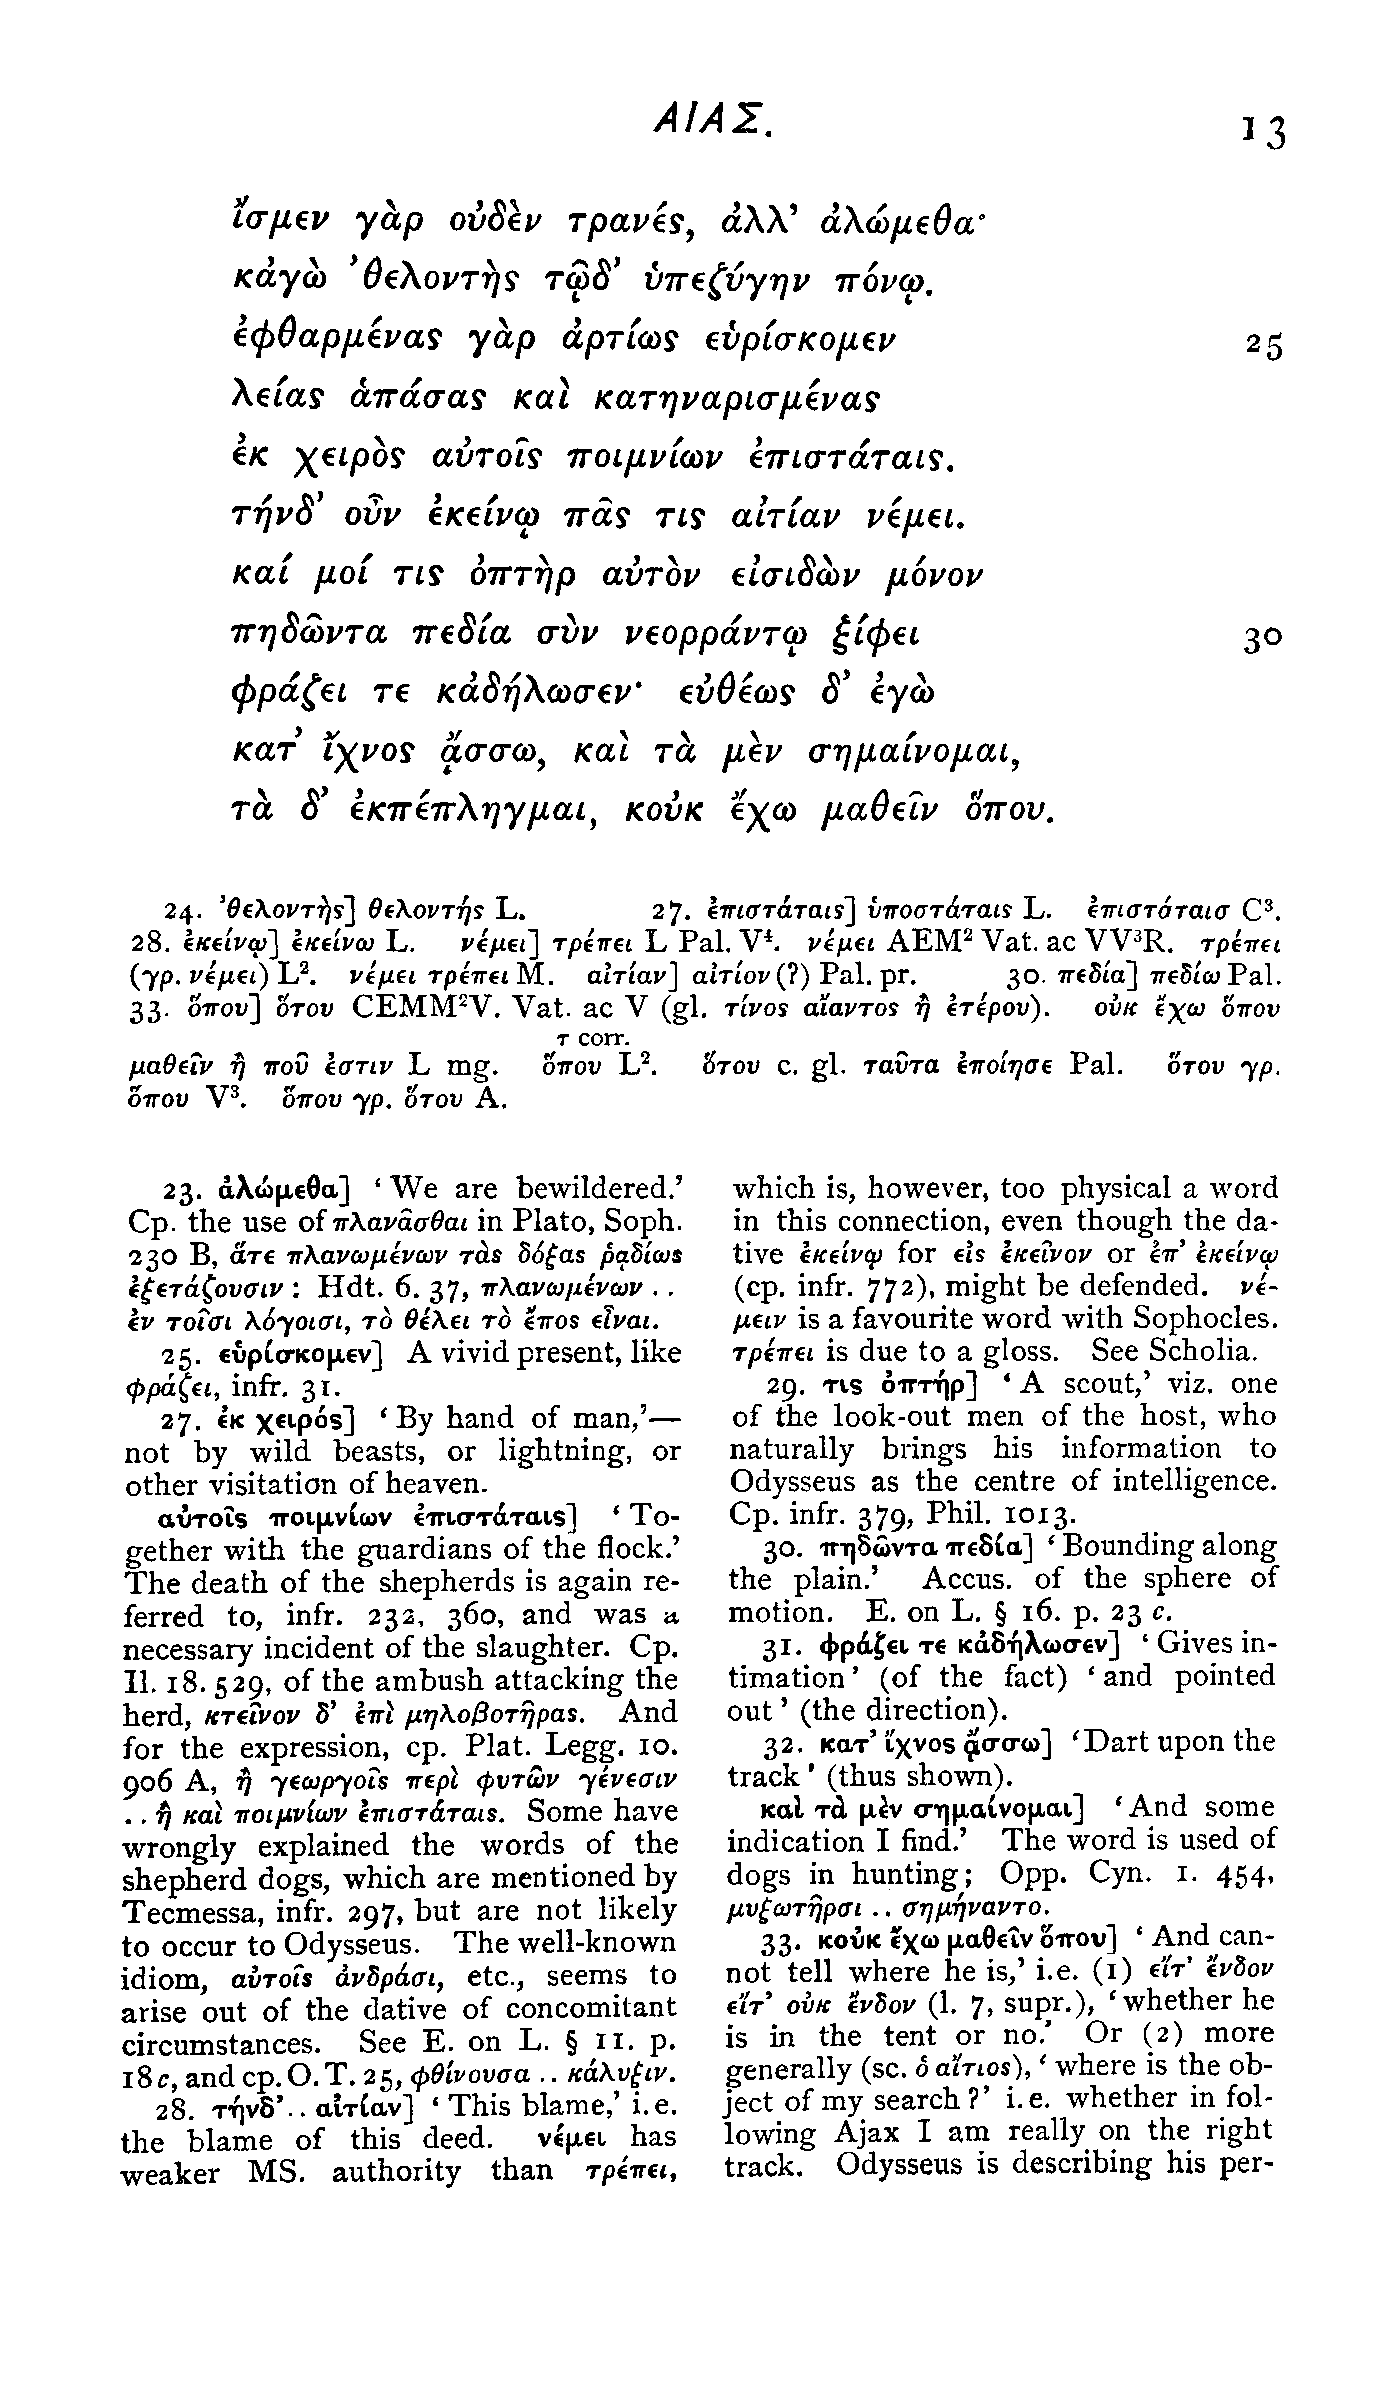 ΑΙΑΣ.
13
ἴσμεν γὰρ οὐδὲν τρανές, ἀλλ’ ἀλώμεθα·
κἀγὼ ’θελοντὴς τῷδ’ ὑπεζύγην πόνῳ.
ἐφθαρμένας γὰρ ἀρτίως εὑρίσκομεν 25
λείας ἁπάσας καὶ κατηναρισμένας
ἐκ χειρὸς αὐτοῖς ποιμνίων ἐπιστάταις.
τήνδ’ οὖν ἐκείνῳ πᾶς τις αἰτίαν νέμει.
καί μοί τις ὀπτὴρ αὐτὸν εἰσιδὼν μόνον
πηδῶντα πεδία σὺν νεορράντῳ ξίφει 30
φράζει τε κἀδήλωσεν· εὐθέως δ’ ἐγὼ
κατ’ ἴχνος ᾄσσω, καὶ τὰ μὲν σημαίνομαι,
τὰ δ’ ἐκπέπληγμαι, κοὐκ ἔχω μαθεῖν ὅπου.
24. ’θελοντὴς] θελοντής L. 27. ἐπιστάταις] ὑποστάταις L. ἐπιστόταισ C³.
28. ἐκείνῳ] ἐκείνω L. νέμει] τρέπει L Pal. V⁴. νέμει AEM² Vat. ac VV³R. τρέπει
(γρ. νέμει) L². νέμει τρέπει M. αἰτίαν] αἰτίον (?) Pal. pr. 30. πεδία] πεδίω Pal.
33. ὅπου] ὅτου CEMM²V. Vat. ac V (gl. τίνος αἴαντος ἢ ἑτέρου). οὐκ ἔχω ὅπου
τ corr.
μαθεῖν ἢ ποῦ ἐστιν L mg. ὅπου L². ὅτου c. gl. ταῦτα ἐποίησε Pal. ὅτου γρ.
ὅπου V³. ὅπου γρ. ὅτου A.
23. ἀλώμεθα] ‘We are bewildered.’
Cp. the use of πλανᾶσθαι in Plato, Soph.
230 B, ἅτε πλανωμένων τὰς δόξας ῥᾳδίως
ἐξετάζουσιν : Hdt. 6. 37, πλανωμένων . .
ἐν τοῖσι λόγοισι, τὸ θέλει τὸ ἔπος εἶναι.
25. εὑρίσκομεν] A vivid present, like
φράζει, infr. 31.
27. ἐκ χειρός] ‘By hand of man,’—
not by wild beasts, or lightning, or
other visitation of heaven.
αὐτοῖς ποιμνίων ἐπιστάταις] ‘To-
gether with the guardians of the flock.’
The death of the shepherds is again re-
ferred to, infr. 232, 360, and was a
necessary incident of the slaughter. Cp.
Il. 18. 529, of the ambush attacking the
herd, κτεῖνον δ’ ἐπὶ μηλοβοτῆρας. And
for the expression, cp. Plat. Legg. 10.
906 A, ἢ γεωργοῖς περὶ φυτῶν γένεσιν
. . ἢ καὶ ποιμνίων ἐπιστάταις. Some have
wrongly explained the words of the
shepherd dogs, which are mentioned by
Tecmessa, infr. 297, but are not likely
to occur to Odysseus. The well-known
idiom, αὐτοῖς ἀνδράσι, etc., seems to
arise out of the dative of concomitant
circumstances. See E. on L. § 11. p.
18 c, and cp. O. T. 25, φθίνουσα . . κάλυξιν.
28. τήνδ’ . . αἰτίαν] ‘This blame,’ i. e.
the blame of this deed. νέμει has
weaker MS. authority than τρέπει,
which is, however, too physical a word
in this connection, even though the da-
tive ἐκείνῳ for εἰς ἐκεῖνον or ἐπ’ ἐκείνῳ
(cp. infr. 772), might be defended. νέ-
μειν is a favourite word with Sophocles.
τρέπει is due to a gloss. See Scholia.
29. τις ὀπτήρ] ‘A scout,’ viz. one
of the look-out men of the host, who
naturally brings his information to
Odysseus as the centre of intelligence.
Cp. infr. 379, Phil. 1013.
30. πηδῶντα πεδία] ‘Bounding along
the plain.’ Accus. of the sphere of
motion. E. on L. § 16. p. 23 c.
31. φράζει τε κἀδήλωσεν] ‘Gives in-
timation’ (of the fact) ‘and pointed
out’ (the direction).
32. κατ’ ἴχνος ᾄσσω] ‘Dart upon the
track’ (thus shown).
καὶ τὰ μὲν σημαίνομαι] ‘And some
indication I find.’ The word is used of
dogs in hunting; Opp. Cyn. 1. 454,
μυξωτῆρσι . . σημήναντο.
33. κοὐκ ἔχω μαθεῖν ὅπου] ‘And can-
not tell where he is,’ i.e. (1) εἴτ’ ἔνδον
εἴτ’ οὐκ ἔνδον (l. 7, supr.), ‘whether he
is in the tent or no.’ Or (2) more
generally (sc. ὁ αἴτιος), ‘where is the ob-
ject of my search?’ i.e. whether in fol-
lowing Ajax I am really on the right
track. Odysseus is describing his per-